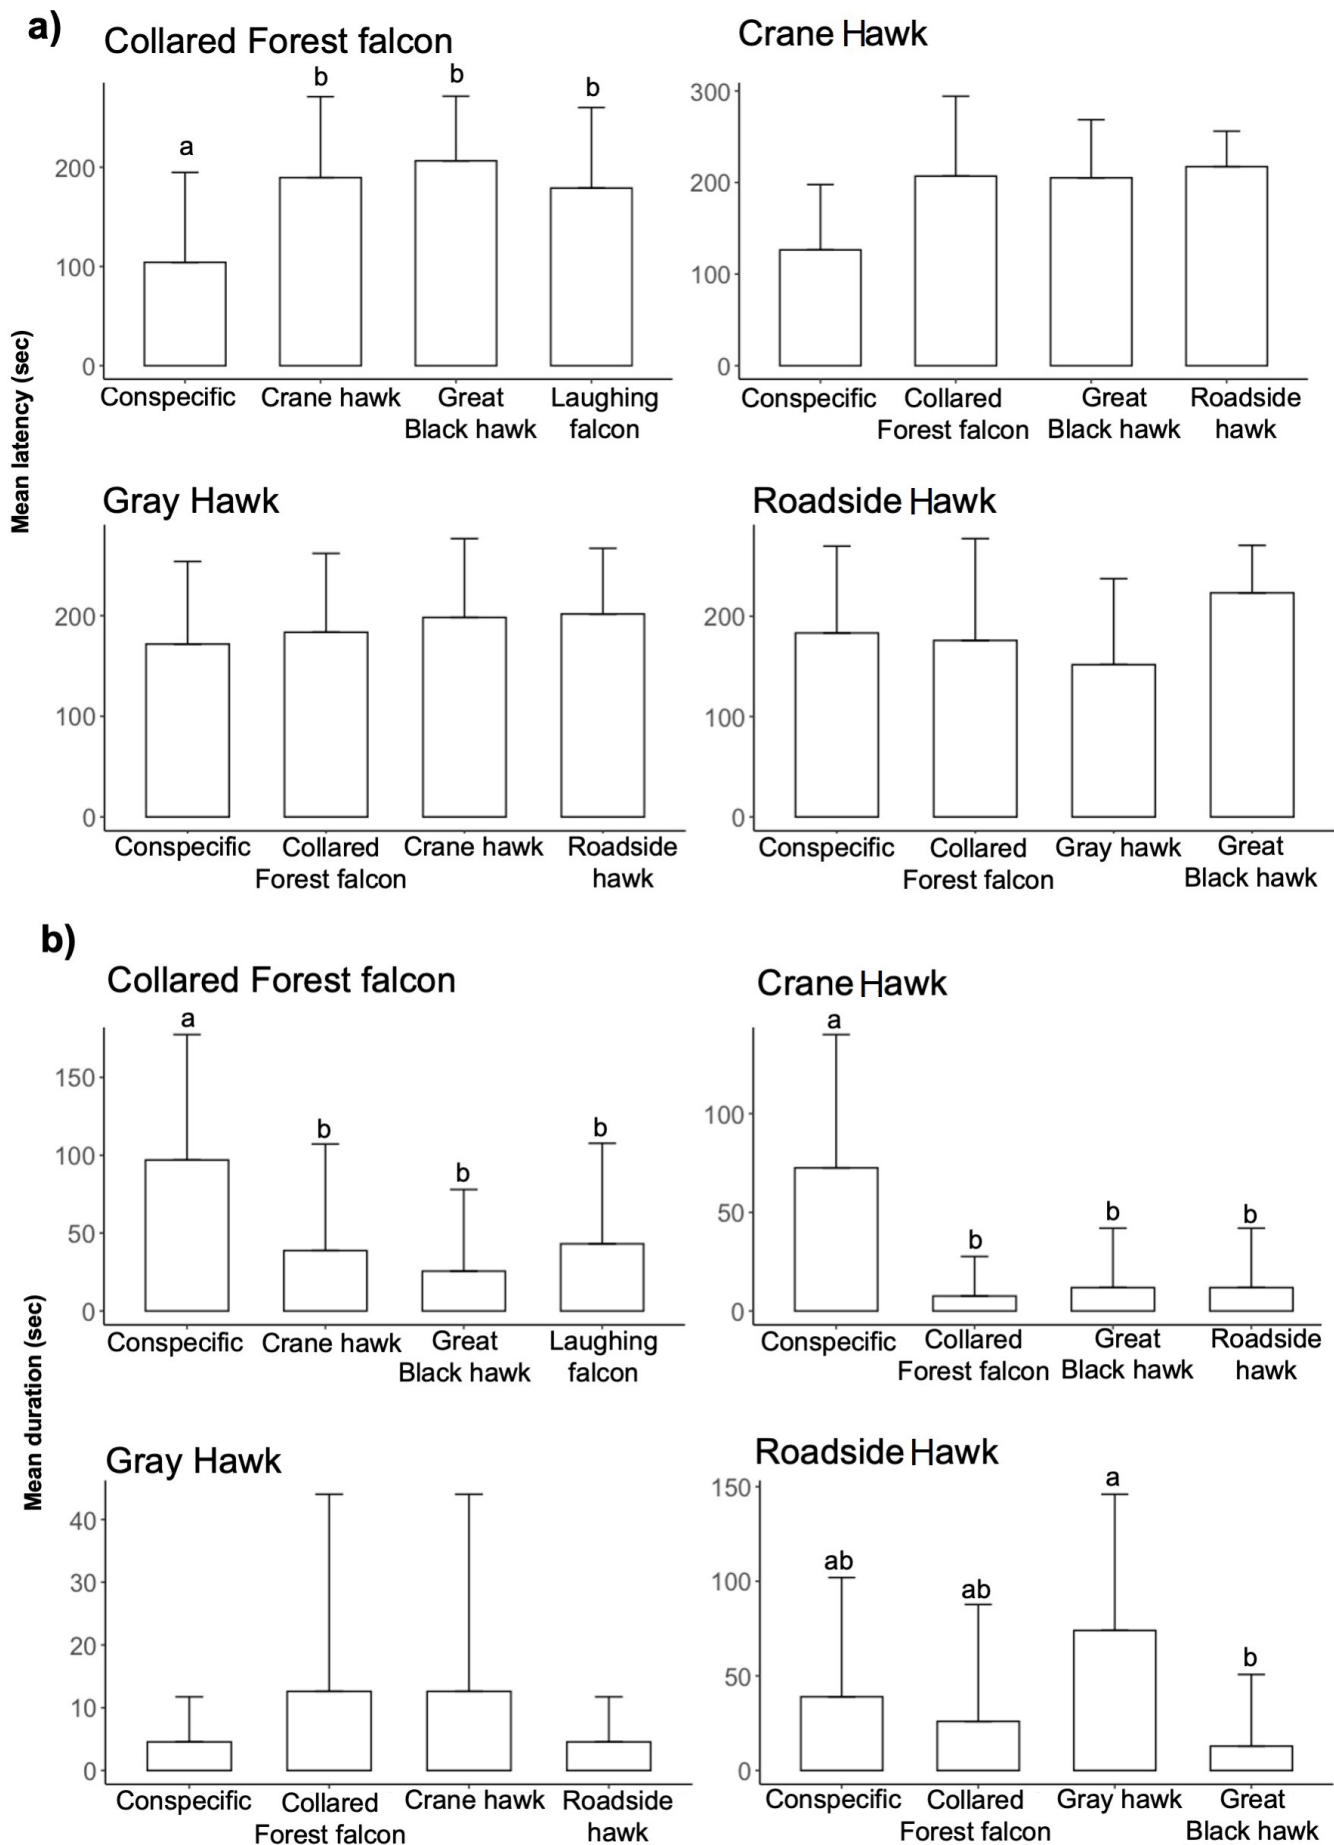 a)
Collared Forest falcon
Crane Hawk
b
b
b
a
300
200
200
100
100
0
0
Conspecific
Crane hawk
Great
Black hawk
Laughing
falcon
Conspecific
Collared
Forest falcon
Great
Black hawk
Roadside
hawk
Mean latency (sec)
Gray Hawk
Roadside Hawk
200
100
0
200
100
0
Conspecific
Collared
Forest falcon
Crane hawk
Roadside
hawk
Conspecific
Collared
Forest falcon
Gray hawk
Great
Black hawk
b)
Collared Forest falcon
Crane Hawk
a
b
b
b
150
100
50
0
a
b
b
b
100
50
0
Conspecific
Crane hawk
Great
Black hawk
Laughing
falcon
Conspecific
Collared
Forest falcon
Great
Black hawk
Roadside
hawk
Mean duration (sec)
Gray Hawk
Roadside Hawk
40
30
20
10
0
150
100
50
0
ab
ab
a
b
Conspecific
Collared
Forest falcon
Crane hawk
Roadside
hawk
Conspecific
Collared
Forest falcon
Gray hawk
Great
Black hawk